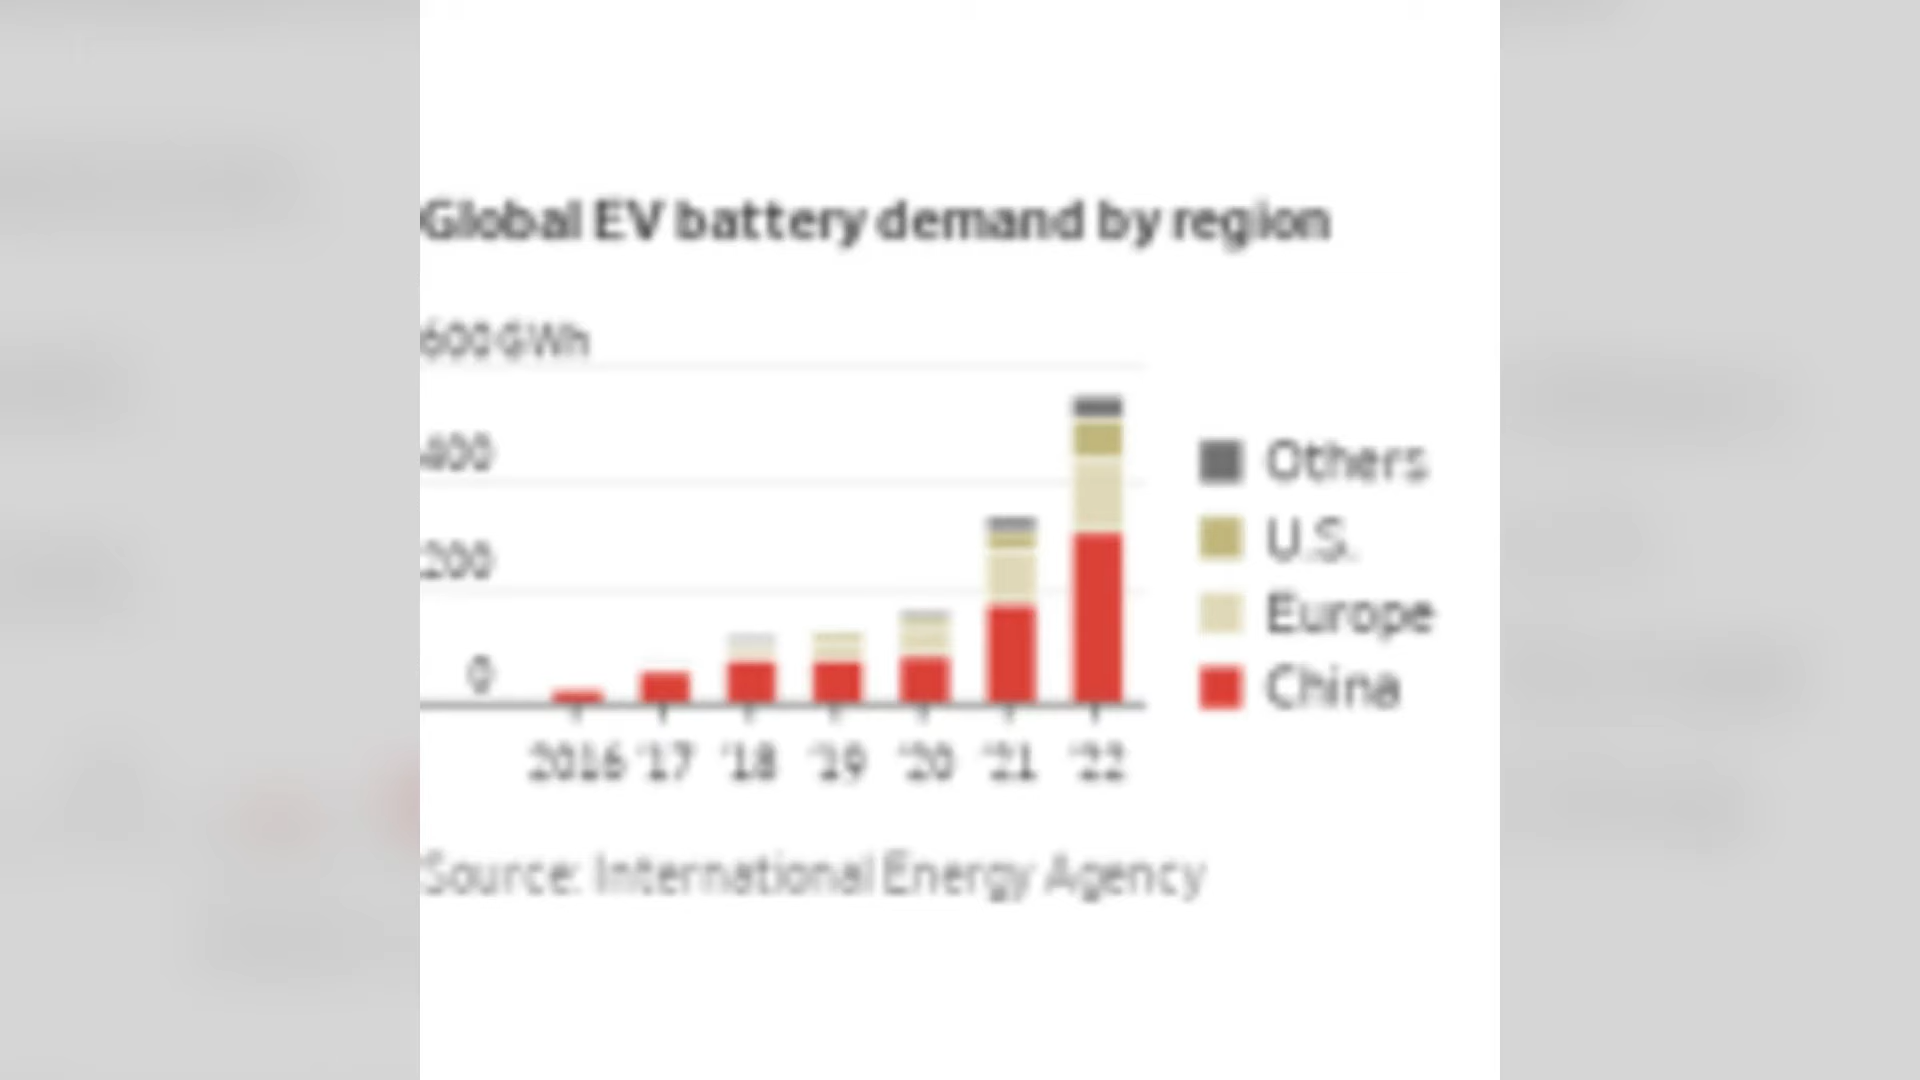 Global EV battery demand by region
600 GWh
400
200
0
2016 '17 '18 '19 '20 '21 '22
Others
U.S.
Europe
China
Source: International Energy Agency